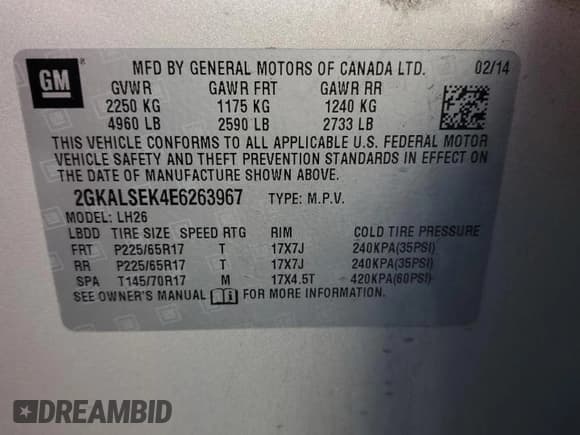 GM ® MFD BY GENERAL MOTORS OF CANADA LTD. 02/14
GVWR GAWR FRT GAWR RR
2250 KG 1175 KG 1240 KG
4960 LB 2590 LB 2733 LB
THIS VEHICLE CONFORMS TO ALL APPLICABLE U.S. FEDERAL MOTOR
VEHICLE SAFETY AND THEFT PREVENTION STANDARDS IN EFFECT ON
THE DATE OF MANUFACTURE SHOWN ABOVE.
2GKALSEK4E6263967 TYPE: M.P.V.
MODEL: LH26
LBDD TIRE SIZE SPEED RTG RIM COLD TIRE PRESSURE
FRT P225/65R17 T 17X7J 240KPA(35PSI)
RR P225/65R17 T 17X7J 240KPA(35PSI)
SPA T145/70R17 M 17X4.5T 420KPA(60PSI)
SEE OWNER'S MANUAL FOR MORE INFORMATION.
DREAMBID